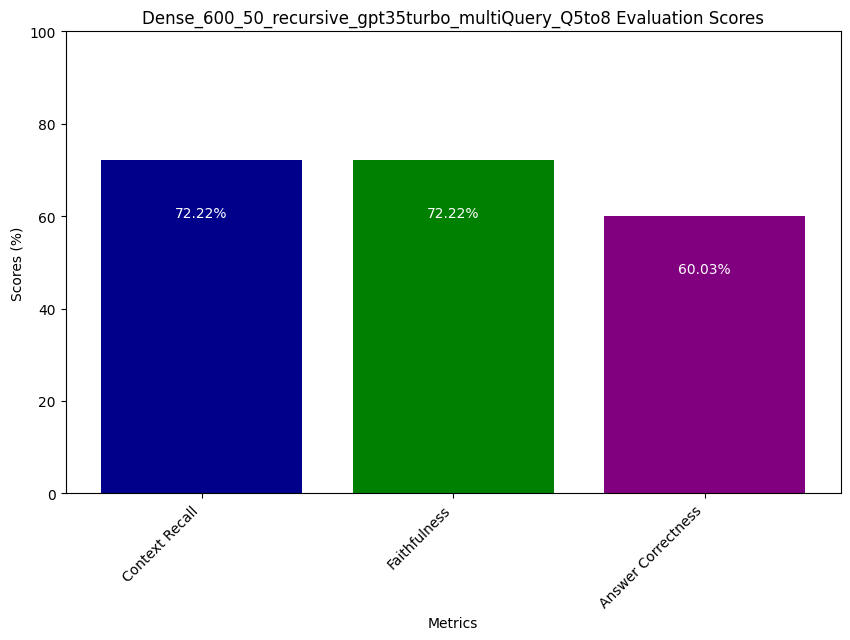 Dense_600_50_recursive_gpt35turbo_multiQuery_Q5to8 Evaluation Scores
100
80
60
40
20
0
Scores (%)
72.22%
72.22%
60.03%
Context Recall
Faithfulness
Answer Correctness
Metrics